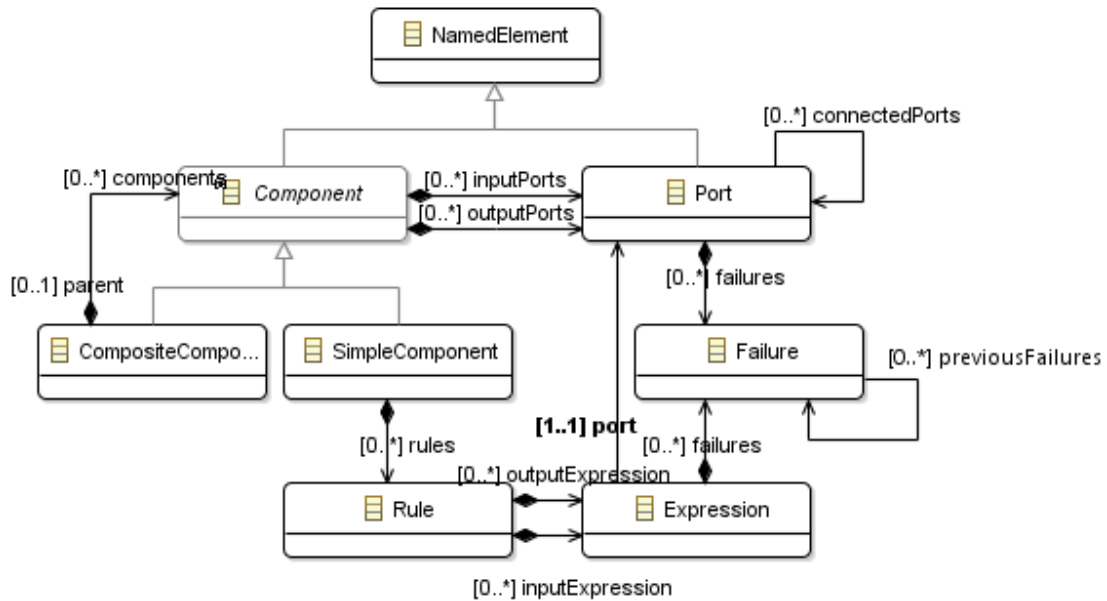 NamedElement
[0..*] connectedPorts
[0..*] components
Component
[0..*] inputPorts
Port
[0..*] outputPorts
[0..1] parent
[0..*] failures
CompositeCompo...
SimpleComponent
Failure
[0..*] previousFailures
[1..1] port
[0..*] rules
[0..*] failures
[0..*] outputExpression
Rule
Expression
[0..*] inputExpression